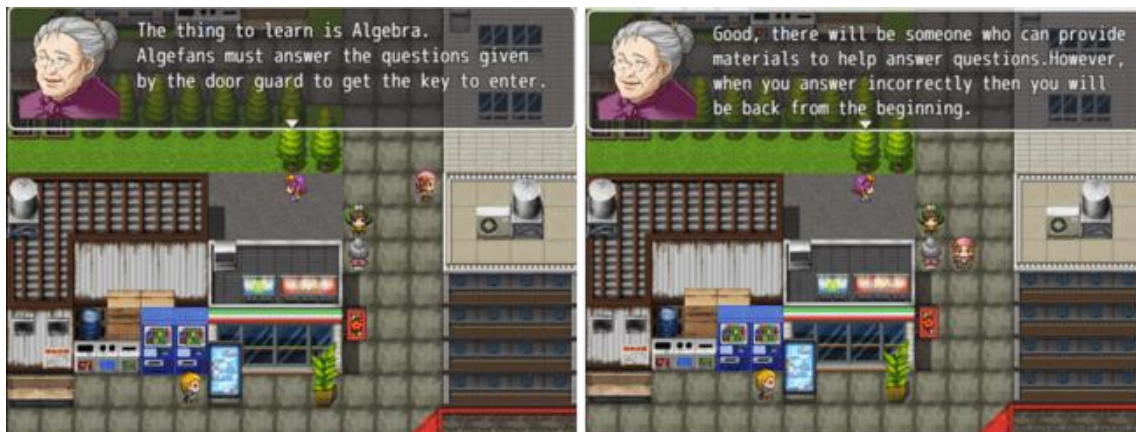 The thing to learn is Algebra.
Algefans must answer the questions given
by the door guard to get the key to enter.
Good, there will be someone who can provide
materials to help answer questions.However,
when you answer incorrectly then you will
be back from the beginning.